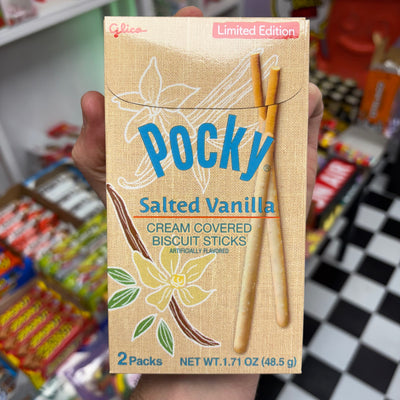 Glico
Limited Edition
Pocky
Salted Vanilla
CREAM COVERED
BISCUIT STICKS
ARTIFICIALLY FLAVORED
2 Packs NET WT. 1.71 OZ (48.5 g)